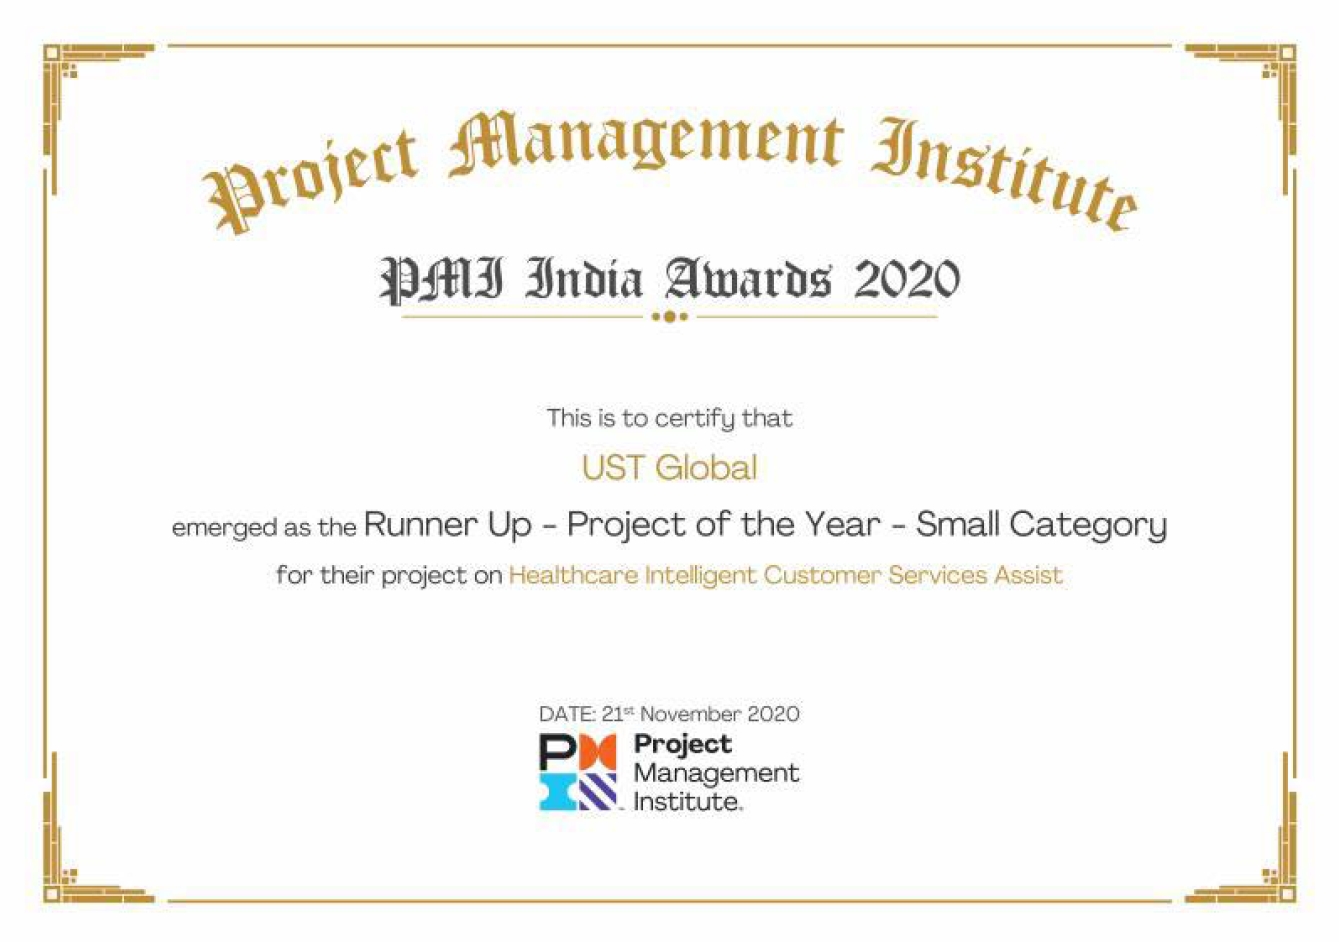 Project Management Institute
PMI India Awards 2020
This is to certify that
UST Global
emerged as the Runner Up - Project of the Year - Small Category
for their project on Healthcare Intelligent Customer Services Assist
DATE: 21st November 2020
Project
Management
Institute.